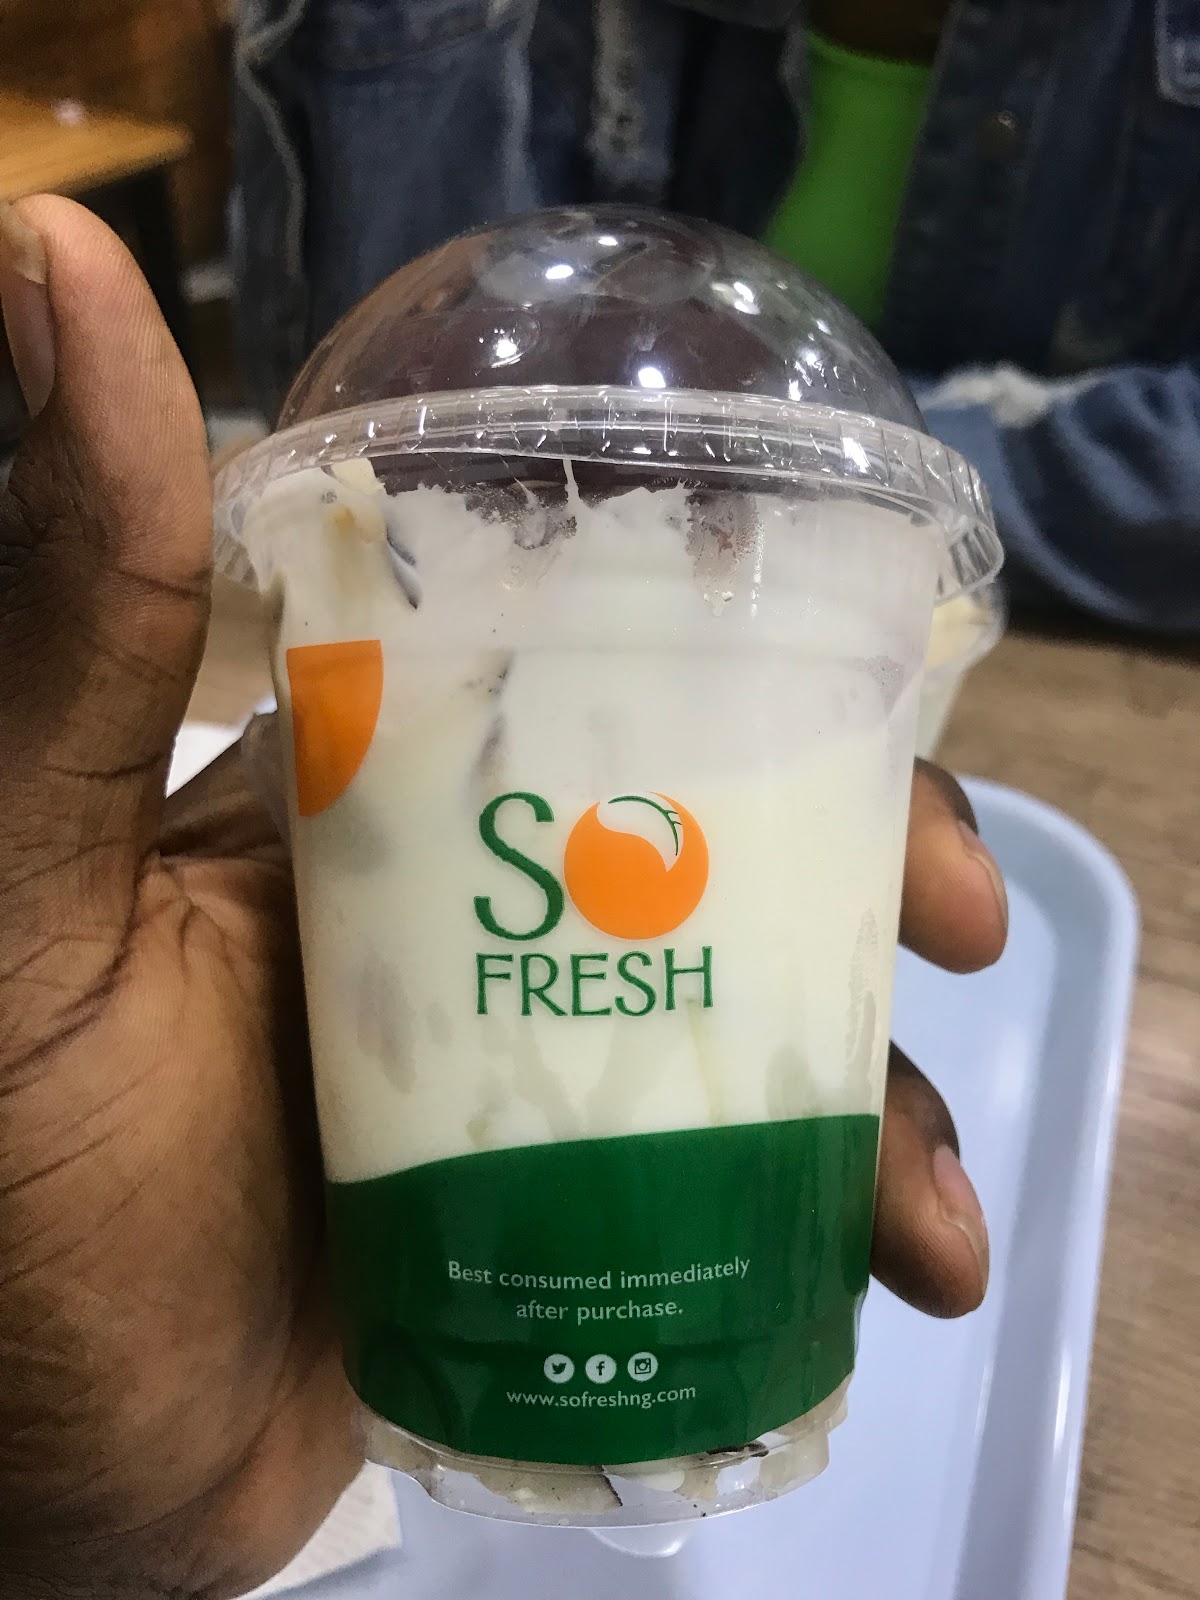 SO
FRESH
Best consumed immediately
after purchase.
www.sofreshng.com